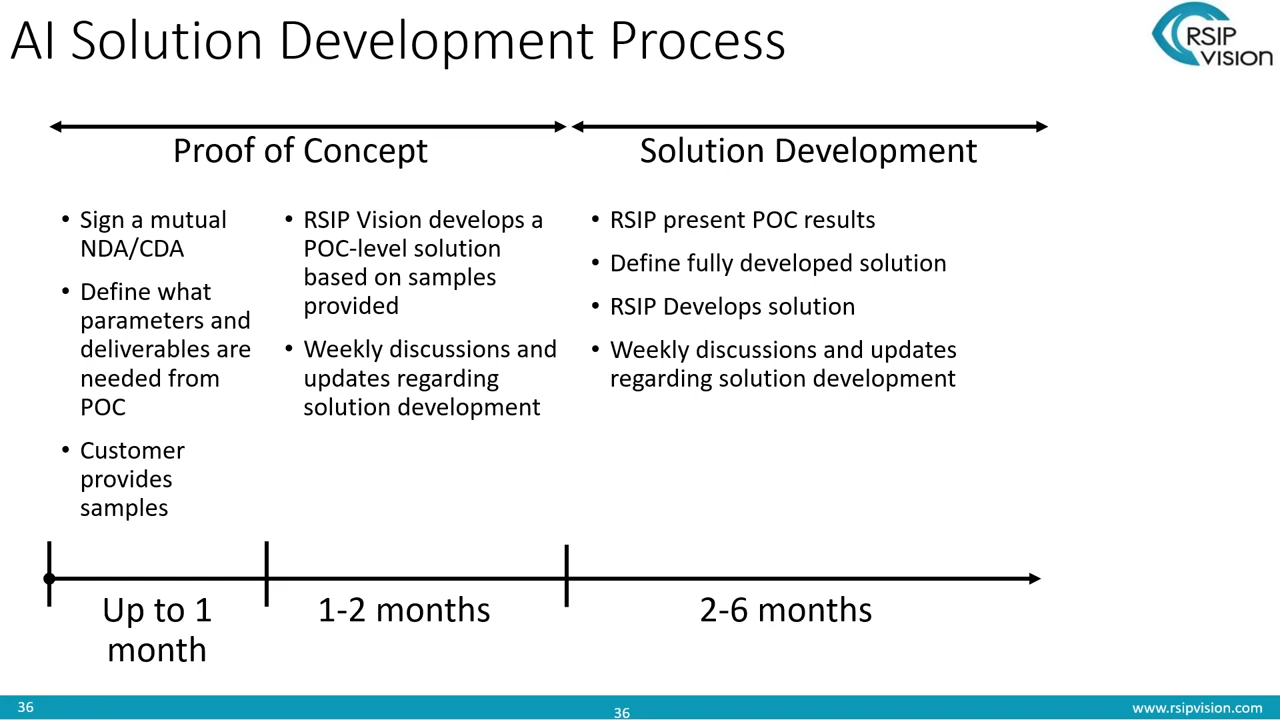 AI Solution Development Process
RSIP
VISION
Proof of Concept
Solution Development
• Sign a mutual
NDA/CDA
• Define what
parameters and
deliverables are
needed from
POC
• Customer
provides
samples
• RSIP Vision develops a
POC-level solution
based on samples
provided
• Weekly discussions and
updates regarding
solution development
• RSIP present POC results
• Define fully developed solution
• RSIP Develops solution
• Weekly discussions and updates
regarding solution development
Up to 1
month
1-2 months
2-6 months
36
36
www.rsipvision.com